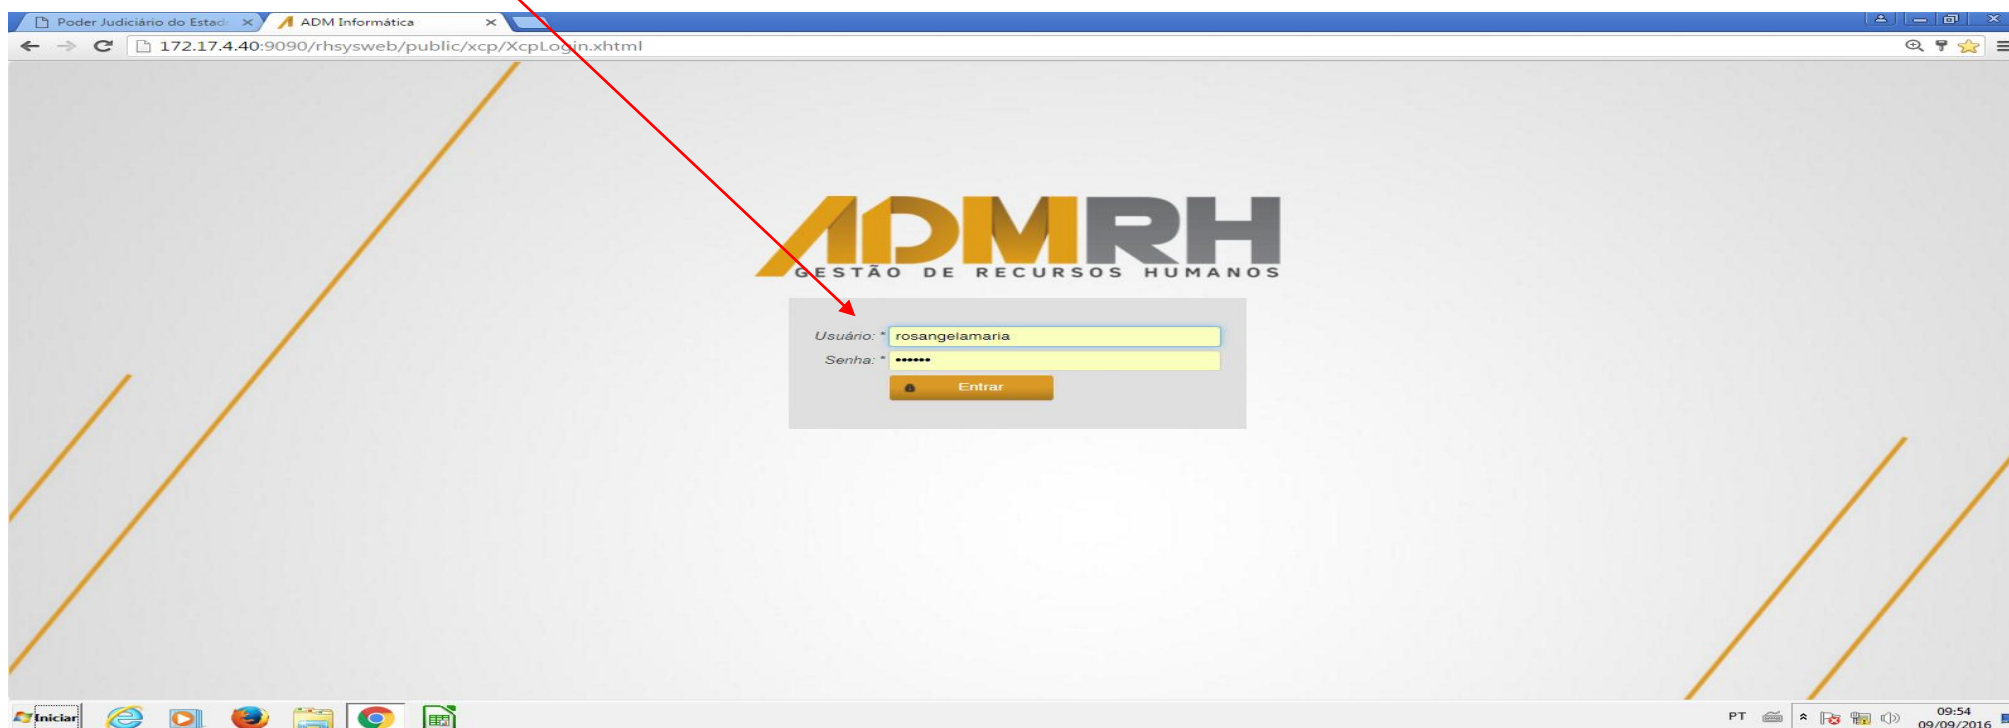 Poder Judiciário do Estad
ADM Informática
172.17.4.40:9090/rhsysweb/public/xcp/XcpLogin.xhtml
ADMRH
GESTÃO DE RECURSOS HUMANOS
Usuário: * rosangelamaria
Senha: * ••••••
Entrar
Iniciar
PT
09:54
09/09/2016